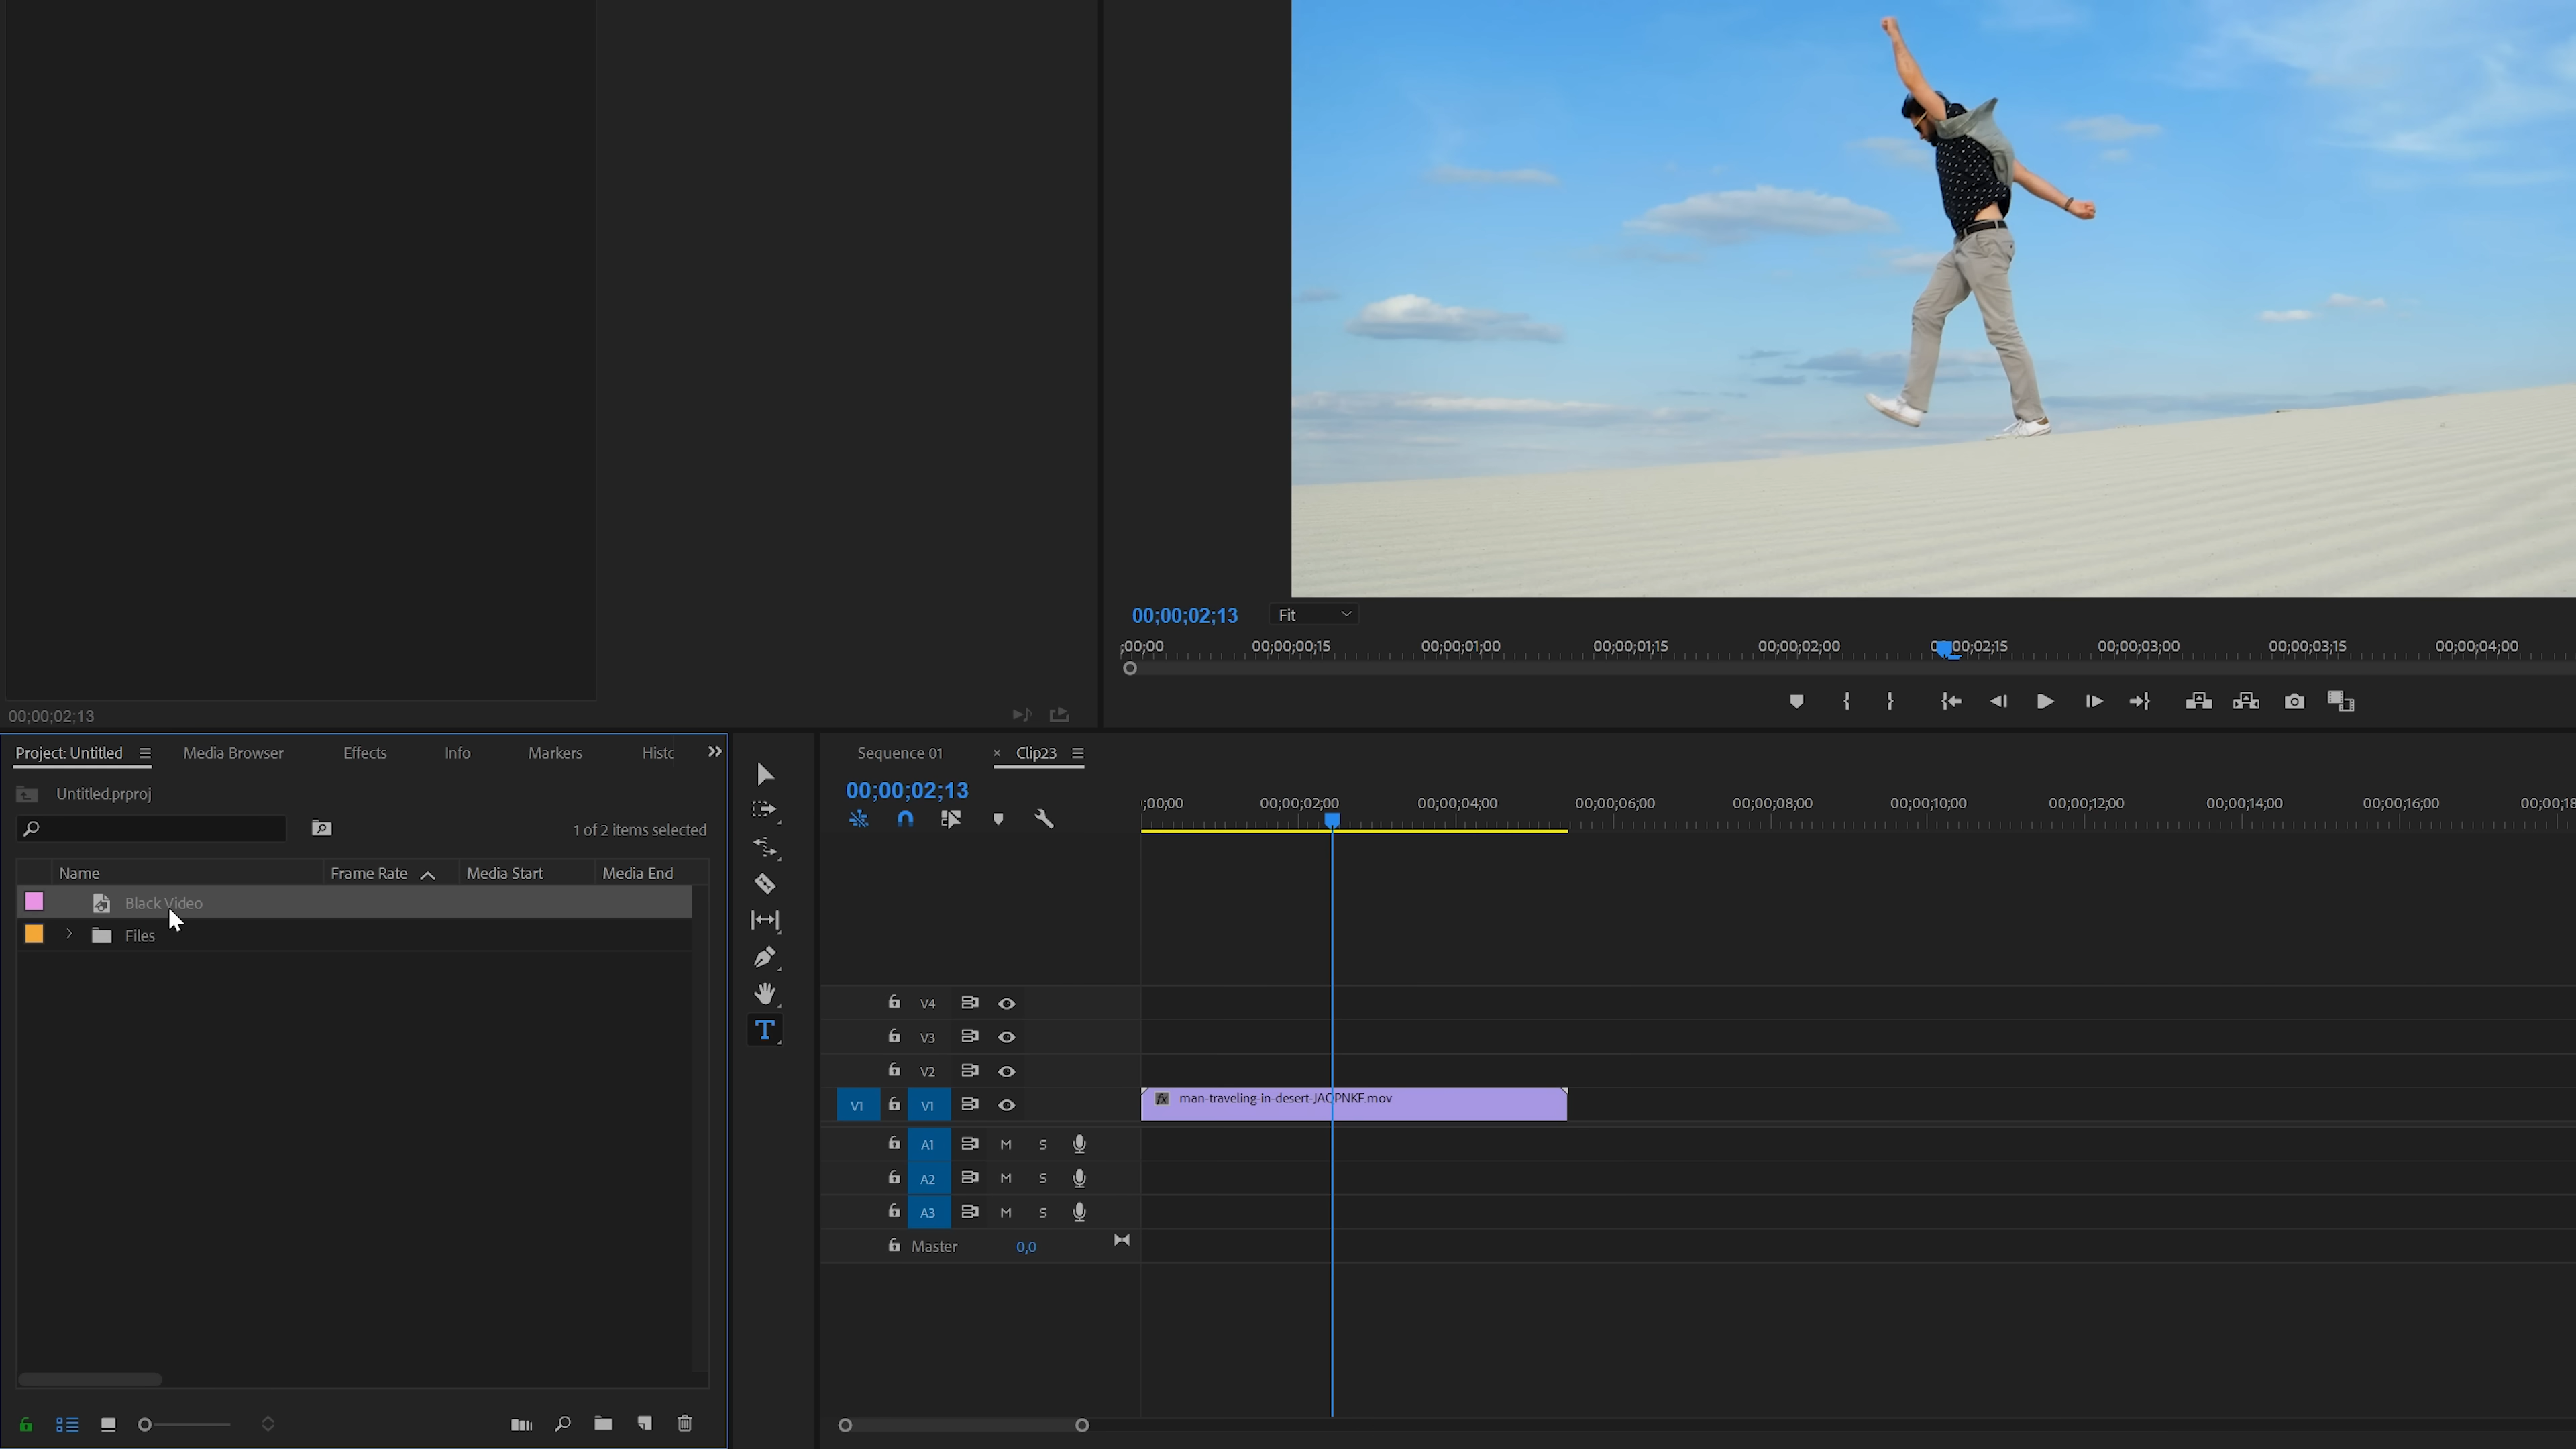 00;00;02;13
Fit
;00;00
00;00;00;15
00;00;01;00
00;00;01;15
00;00;02;00
00;00;02;15
00;00;03;00
00;00;03;15
00;00;04;00
00;00;02;13
Project: Untitled
Media Browser
Effects
Info
Markers
Histo
Untitled.prproj
1 of 2 items selected
Name
Frame Rate
Media Start
Media End
Black Video
Files
T
Sequence 01
× Clip23
00;00;02;13
;00;00
00;00;02;00
00;00;04;00
00;00;06;00
00;00;08;00
00;00;10;00
00;00;12;00
00;00;14;00
00;00;16;00
00;00;18
V4
V3
V2
V1 V1
fx man-traveling-in-desert-JAQPNKF.mov
A1 M S
A2 M S
A3 M S
Master 0,0